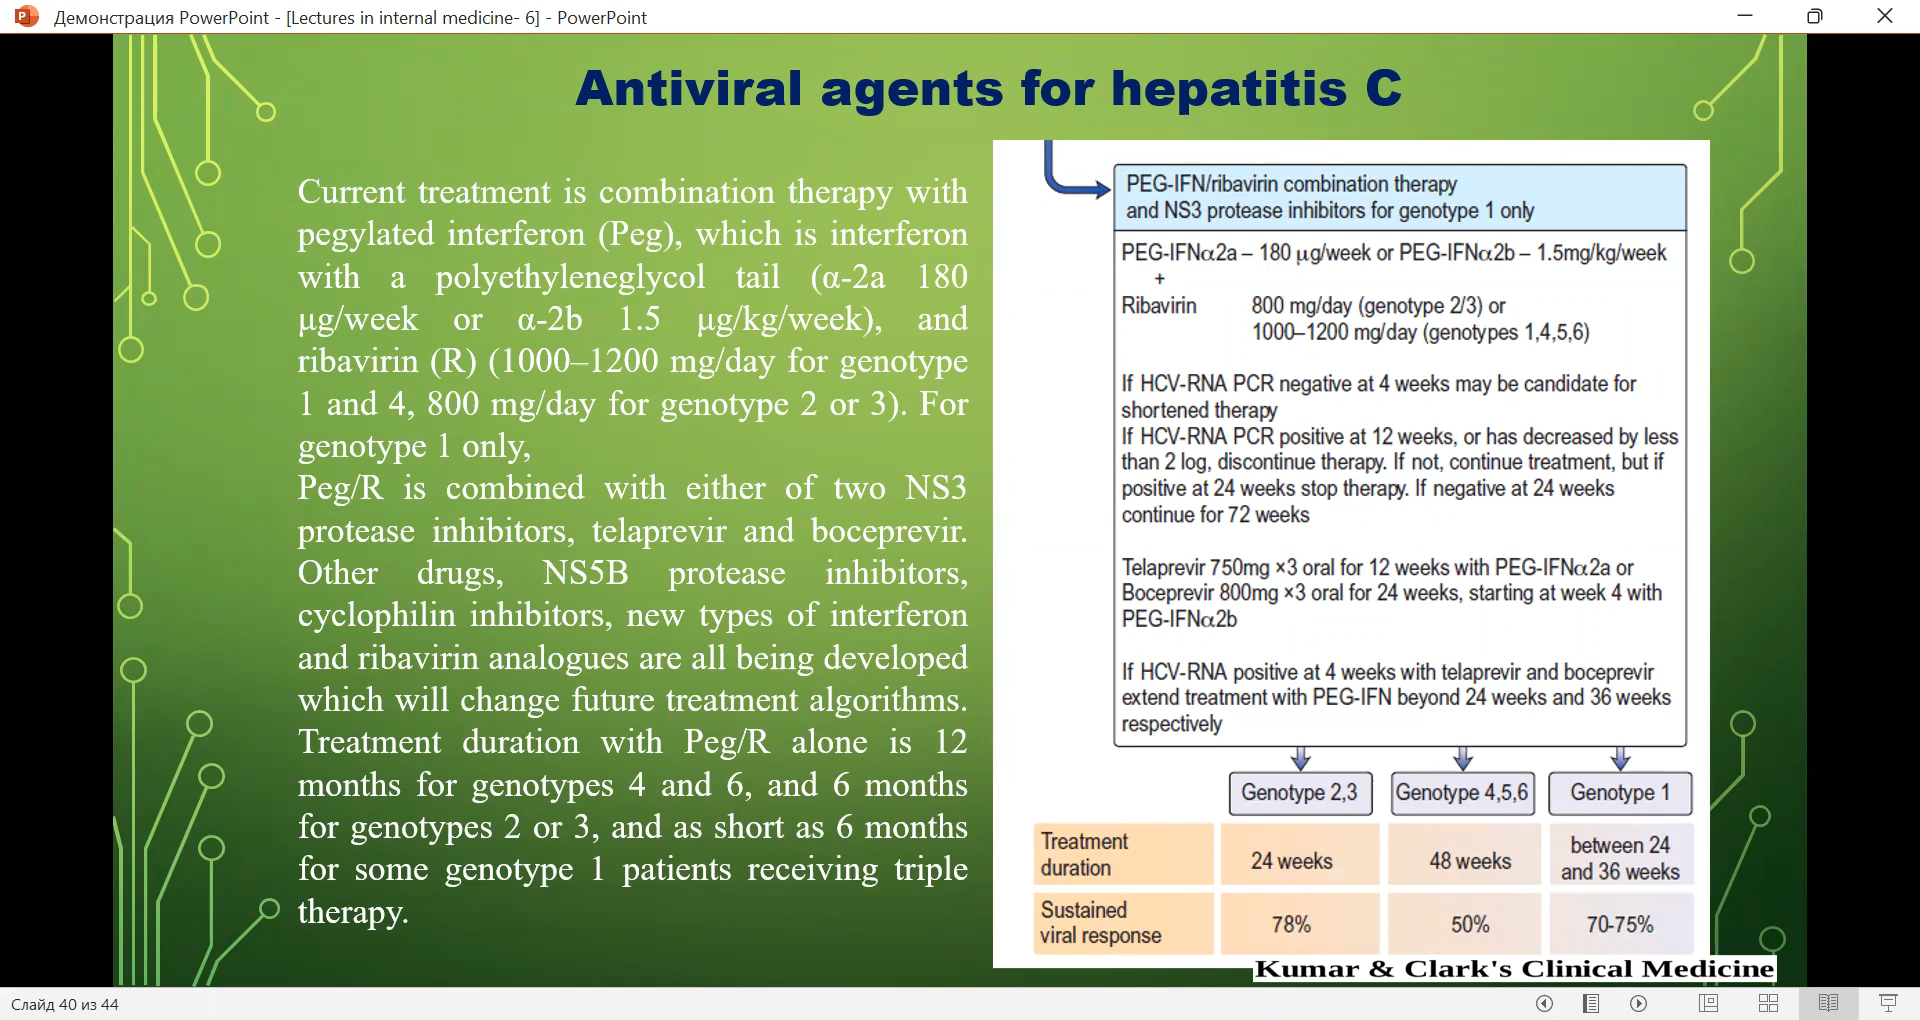 Демонстрация PowerPoint - [Lectures in internal medicine- 6] - PowerPoint
Antiviral agents for hepatitis C
Current treatment is combination therapy with
pegylated interferon (Peg), which is interferon
with a polyethyleneglycol tail (α-2a 180
µg/week or α-2b 1.5 µg/kg/week), and
ribavirin (R) (1000–1200 mg/day for genotype
1 and 4, 800 mg/day for genotype 2 or 3). For
genotype 1 only,
Peg/R is combined with either of two NS3
protease inhibitors, telaprevir and boceprevir.
Other drugs, NS5B protease inhibitors,
cyclophilin inhibitors, new types of interferon
and ribavirin analogues are all being developed
which will change future treatment algorithms.
Treatment duration with Peg/R alone is 12
months for genotypes 4 and 6, and 6 months
for genotypes 2 or 3, and as short as 6 months
for some genotype 1 patients receiving triple
therapy.
PEG-IFN/ribavirin combination therapy
and NS3 protease inhibitors for genotype 1 only
PEG-IFNα2a – 180 µg/week or PEG-IFNα2b – 1.5mg/kg/week
+
Ribavirin 800 mg/day (genotype 2/3) or
1000–1200 mg/day (genotypes 1,4,5,6)
If HCV-RNA PCR negative at 4 weeks may be candidate for
shortened therapy
If HCV-RNA PCR positive at 12 weeks, or has decreased by less
than 2 log, discontinue therapy. If not, continue treatment, but if
positive at 24 weeks stop therapy. If negative at 24 weeks
continue for 72 weeks
Telaprevir 750mg ×3 oral for 12 weeks with PEG-IFNα2a or
Boceprevir 800mg ×3 oral for 24 weeks, starting at week 4 with
PEG-IFNα2b
If HCV-RNA positive at 4 weeks with telaprevir and boceprevir
extend treatment with PEG-IFN beyond 24 weeks and 36 weeks
respectively
Genotype 2,3 Genotype 4,5,6 Genotype 1
Treatment
duration 24 weeks 48 weeks between 24
and 36 weeks
Sustained
viral response 78% 50% 70-75%
Kumar & Clark's Clinical Medicine
Слайд 40 из 44